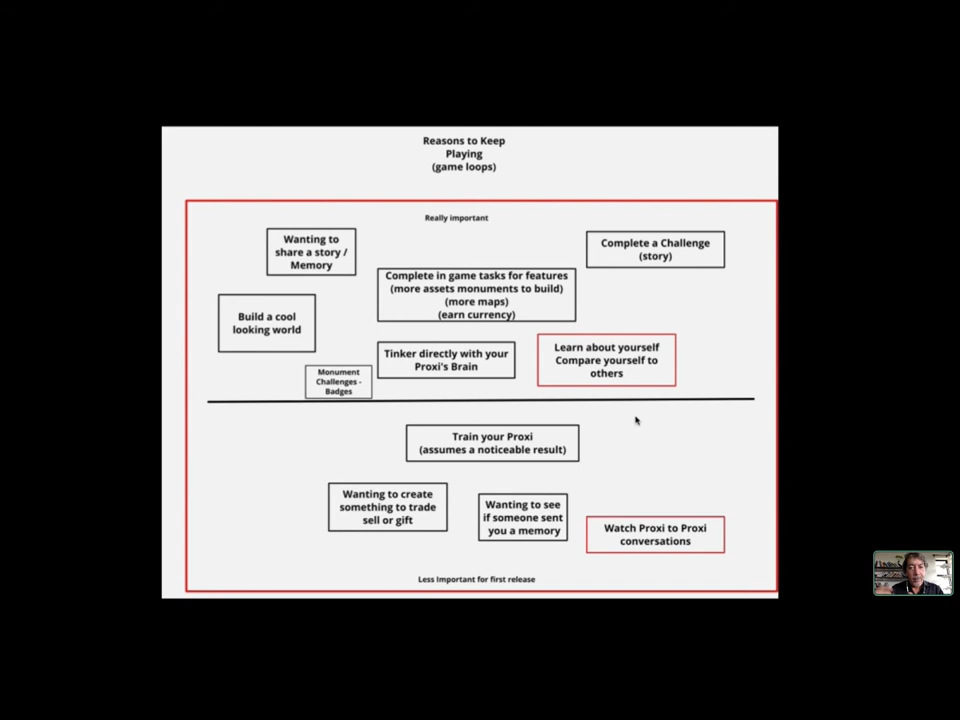 Reasons to Keep
Playing
(game loops)
Really important
Wanting to
share a story /
Memory
Complete a Challenge
(story)
Complete in game tasks for features
(more assets monuments to build)
(more maps)
(earn currency)
Build a cool
looking world
Tinker directly with your
Proxi's Brain
Learn about yourself
Compare yourself to
others
Monument
Challenges -
Badges
Train your Proxi
(assumes a noticeable result)
Wanting to create
something to trade
sell or gift
Wanting to see
if someone sent
you a memory
Watch Proxi to Proxi
conversations
Less Important for first release